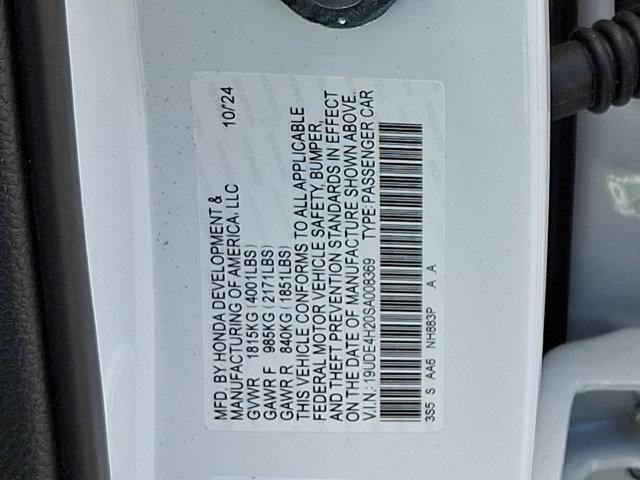 MFD. BY HONDA DEVELOPMENT &
MANUFACTURING OF AMERICA, LLC 10/'24
GVWR 1815KG (4001LBS)
GAWR F 985KG (2171LBS)
GAWR R 840KG (1851LBS)
THIS VEHICLE CONFORMS TO ALL APPLICABLE
FEDERAL MOTOR VEHICLE SAFETY, BUMPER,
AND THEFT PREVENTION STANDARDS IN EFFECT
ON THE DATE OF MANUFACTURE SHOWN ABOVE.
V.I.N.: 19UDE4H20SA008369 TYPE: PASSENGER CAR
3S5 S AA6 NH883P A A